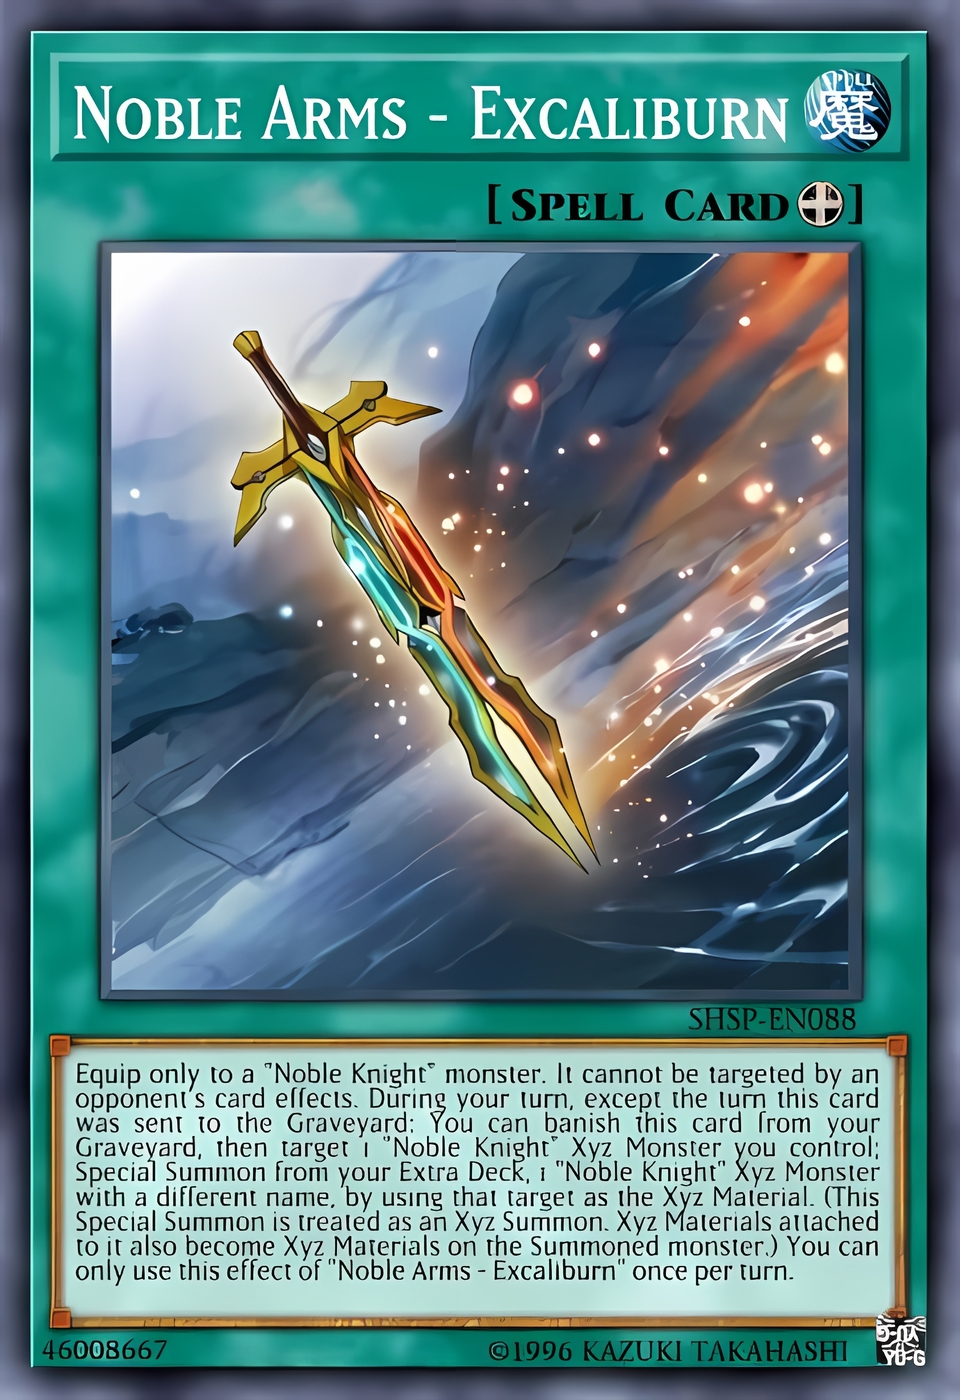 NOBLE ARMS - EXCALIBURN
魔
[SPELL CARD]
SHSP-EN088
Equip only to a "Noble Knight" monster. It cannot be targeted by an
opponent's card effects. During your turn, except the turn this card
was sent to the Graveyard: You can banish this card from your
Graveyard, then target 1 "Noble Knight" Xyz Monster you control;
Special Summon from your Extra Deck, 1 "Noble Knight" Xyz Monster
with a different name, by using that target as the Xyz Material. (This
Special Summon is treated as an Xyz Summon. Xyz Materials attached
to it also become Xyz Materials on the Summoned monster.) You can
only use this effect of "Noble Arms - Excaliburn" once per turn.
46008667
©1996 KAZUKI TAKAHASHI